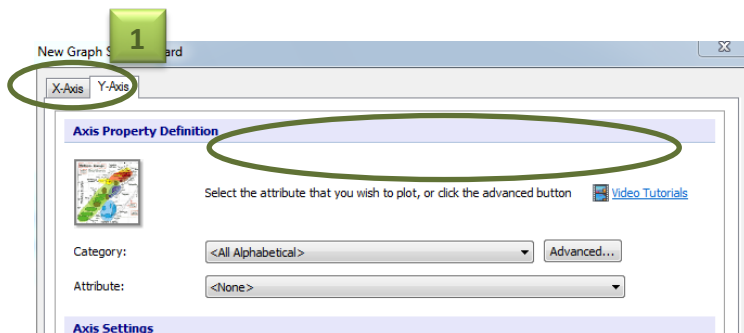 1
New Graph S ard
X-Axis Y-Axis
Axis Property Definition
Select the attribute that you wish to plot, or click the advanced button Video Tutorials
Category: <All Alphabetical> Advanced...
Attribute: <None>
Axis Settings